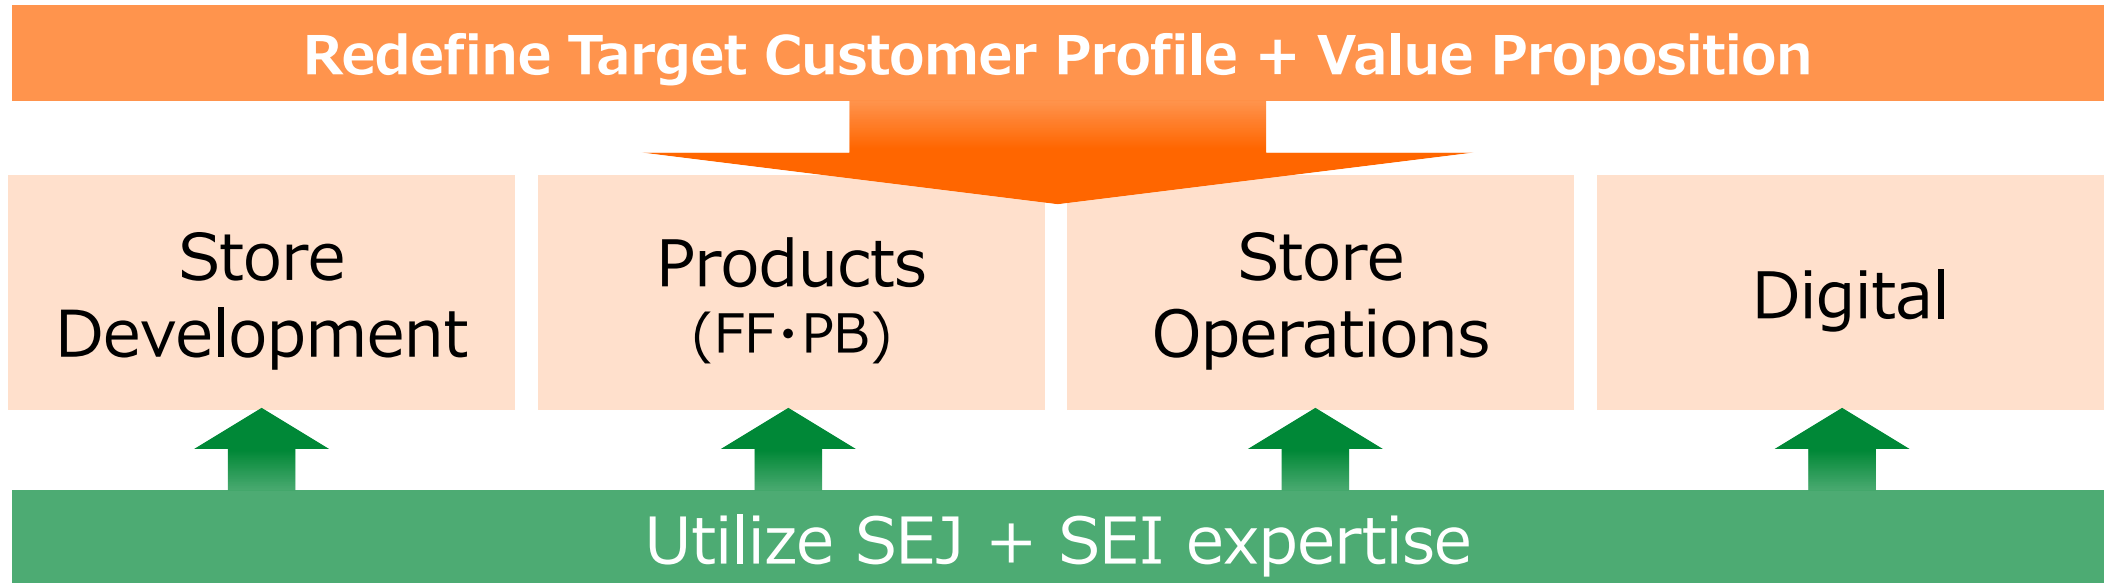 Redefine Target Customer Profile + Value Proposition
Store
Development
Products
(FF･PB)
Store
Operations
Digital
Utilize SEJ + SEI expertise